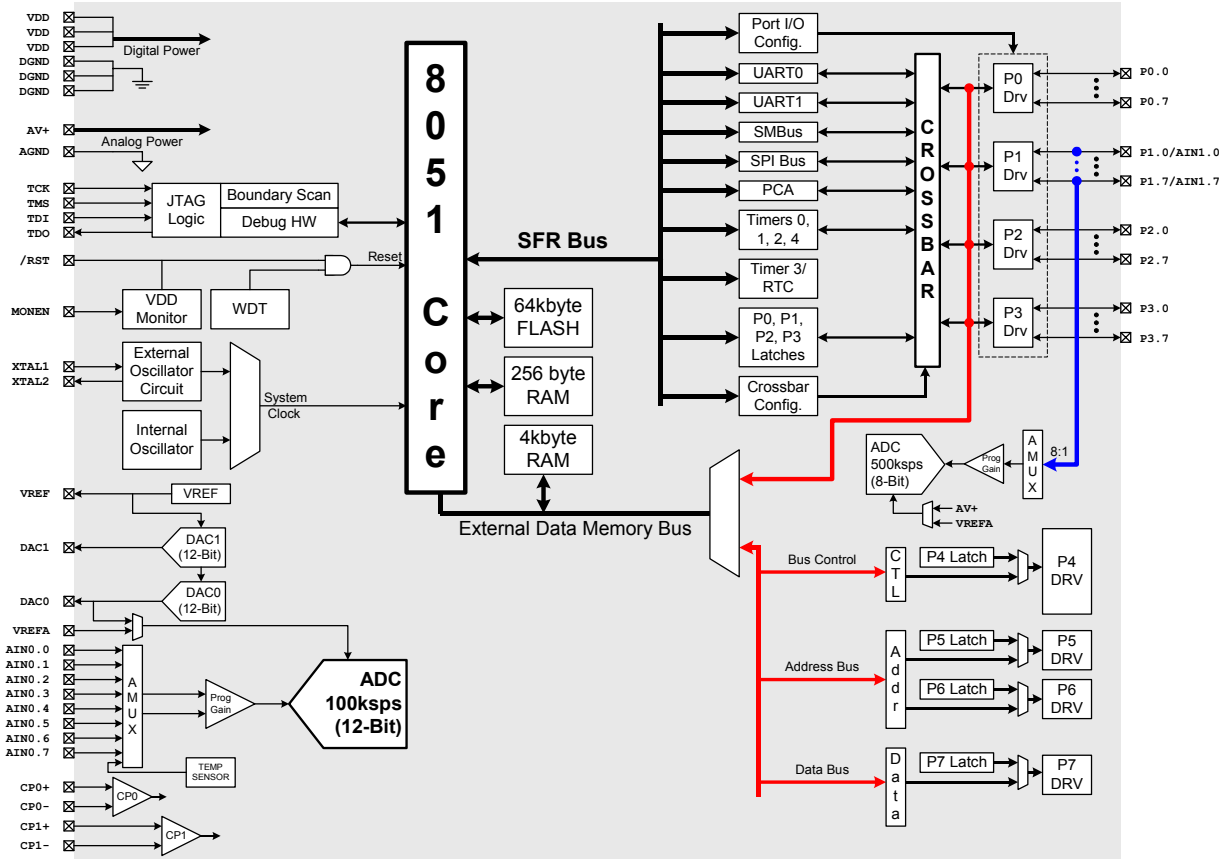 VDD
VDD
VDD
Digital Power
DGND
DGND
DGND
AV+
Analog Power
AGND
TCK
TMS
TDI
TDO
JTAG
Logic
Boundary Scan
Debug HW
/RST
Reset
MONEN
VDD
Monitor
WDT
XTAL1
XTAL2
External
Oscillator
Circuit
Internal
Oscillator
System
Clock
VREF
VREF
DAC1
DAC1
(12-Bit)
DAC0
DAC0
(12-Bit)
VREFA
AIN0.0
AIN0.1
AIN0.2
AIN0.3
AIN0.4
AIN0.5
AIN0.6
AIN0.7
AMUX
Prog
Gain
ADC
100ksps
(12-Bit)
TEMP
SENSOR
CP0+
CP0-
CP0
CP1+
CP1-
CP1
8051 Core
SFR Bus
64kbyte
FLASH
256 byte
RAM
4kbyte
RAM
External Data Memory Bus
Port I/O
Config.
UART0
UART1
SMBus
SPI Bus
PCA
Timers 0,
1, 2, 4
Timer 3/
RTC
P0, P1,
P2, P3
Latches
Crossbar
Config.
CROSSBAR
P0
Drv
P1
Drv
P2
Drv
P3
Drv
P0.0
P0.7
P1.0/AIN1.0
P1.7/AIN1.7
P2.0
P2.7
P3.0
P3.7
ADC
500ksps
(8-Bit)
Prog
Gain
AMUX
8:1
AV+
VREFA
Bus Control
CTL
P4 Latch
P4
DRV
Address Bus
Addr
P5 Latch
P5
DRV
P6 Latch
P6
DRV
Data Bus
Data
P7 Latch
P7
DRV